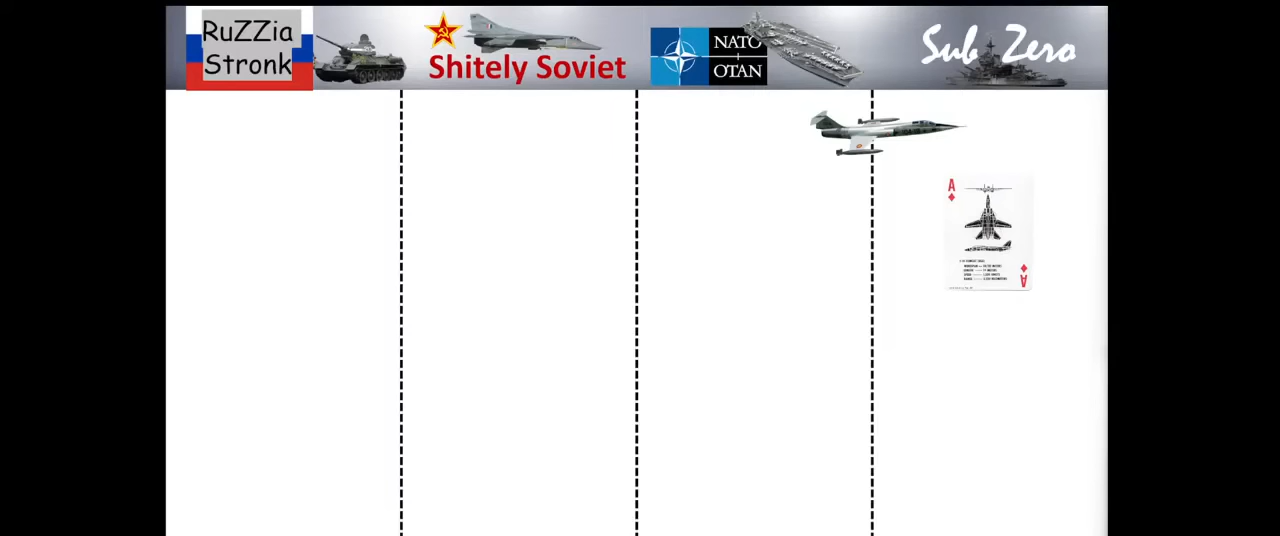 RuZZia
Stronk
Shitely Soviet
NATO
OTAN
Sub Zero
A
A